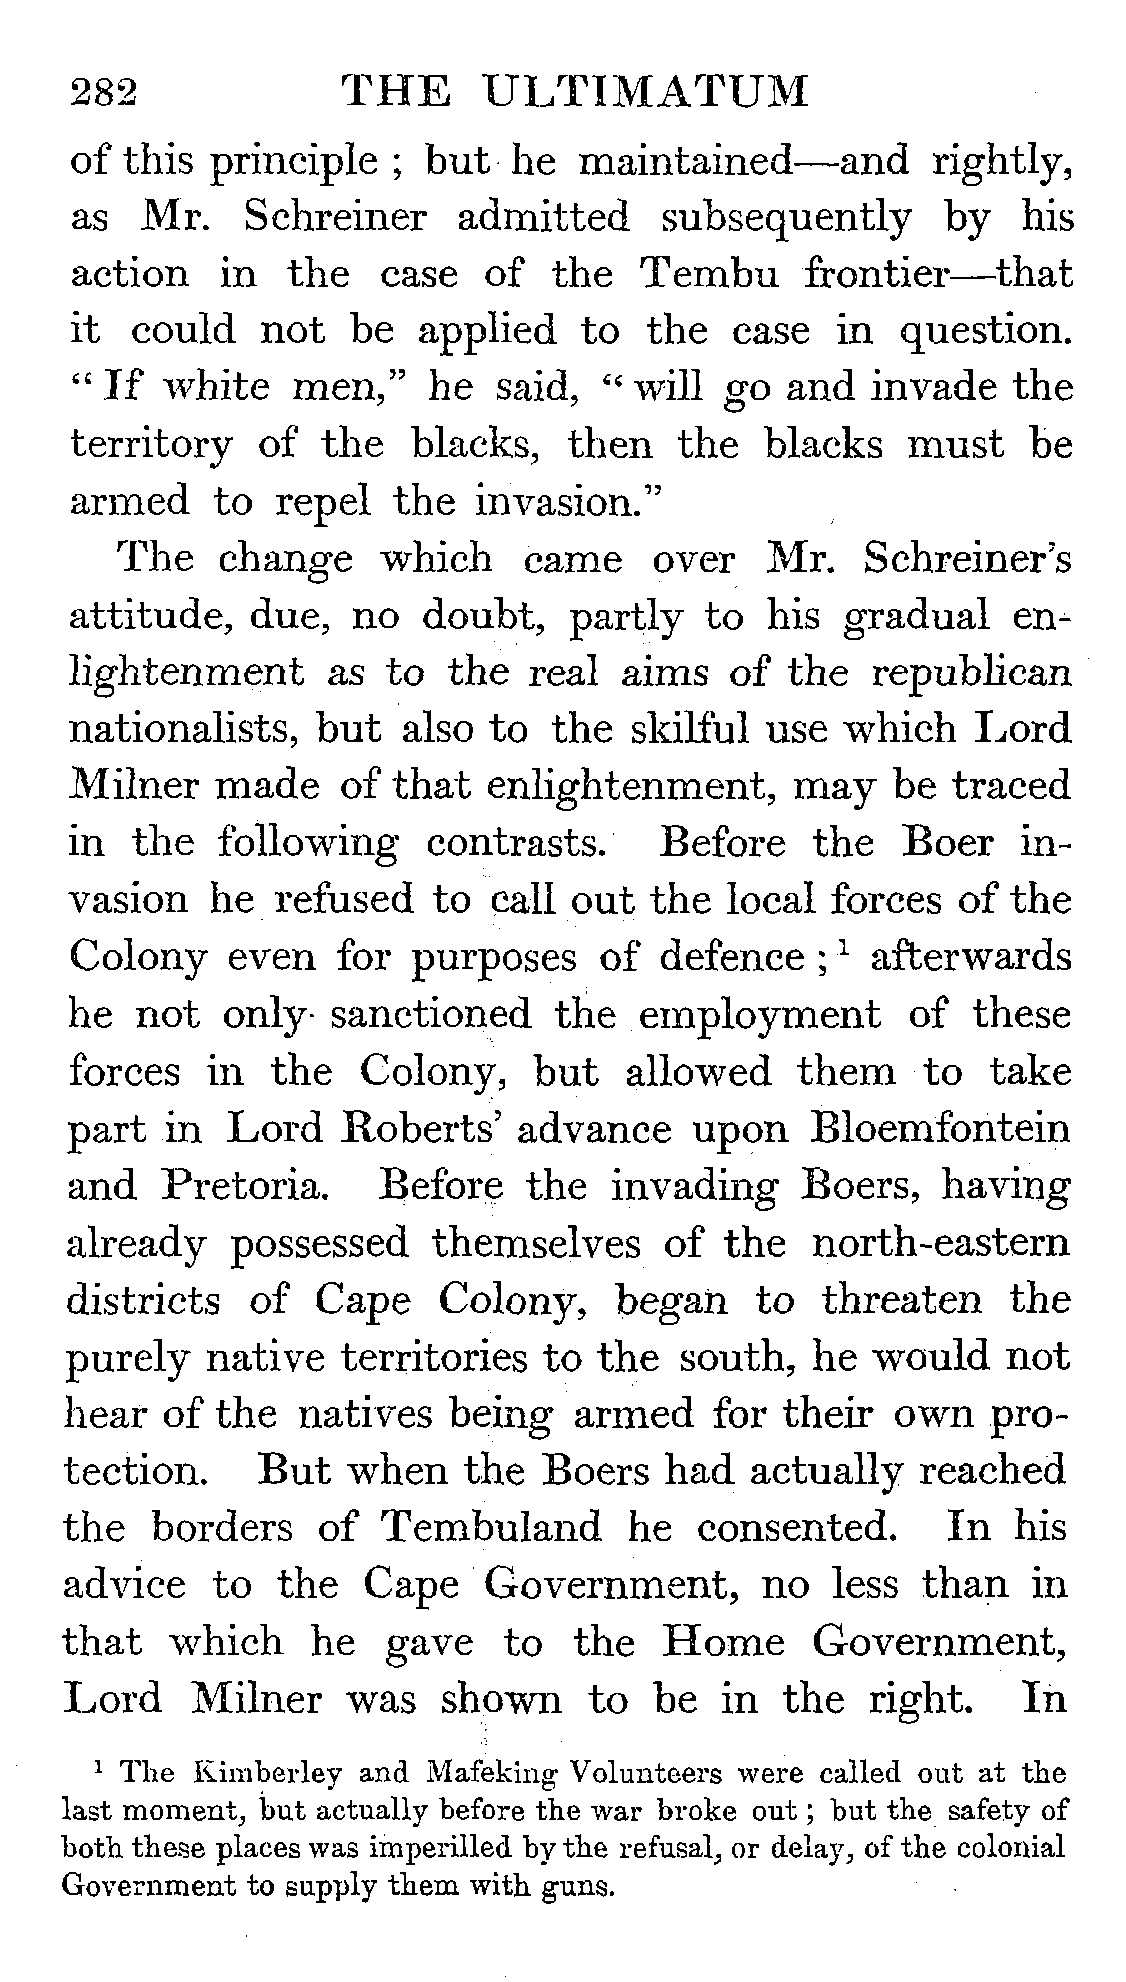 282 THE ULTIMATUM
of this principle ; but he maintained—and rightly,
as Mr. Schreiner admitted subsequently by his
action in the case of the Tembu frontier—that
it could not be applied to the case in question.
“ If white men,” he said, “ will go and invade the
territory of the blacks, then the blacks must be
armed to repel the invasion.”
The change which came over Mr. Schreiner’s
attitude, due, no doubt, partly to his gradual en-
lightenment as to the real aims of the republican
nationalists, but also to the skilful use which Lord
Milner made of that enlightenment, may be traced
in the following contrasts. Before the Boer in-
vasion he refused to call out the local forces of the
Colony even for purposes of defence ;¹ afterwards
he not only sanctioned the employment of these
forces in the Colony, but allowed them to take
part in Lord Roberts’ advance upon Bloemfontein
and Pretoria. Before the invading Boers, having
already possessed themselves of the north-eastern
districts of Cape Colony, began to threaten the
purely native territories to the south, he would not
hear of the natives being armed for their own pro-
tection. But when the Boers had actually reached
the borders of Tembuland he consented. In his
advice to the Cape Government, no less than in
that which he gave to the Home Government,
Lord Milner was shown to be in the right. In
¹ The Kimberley and Mafeking Volunteers were called out at the
last moment, but actually before the war broke out ; but the safety of
both these places was imperilled by the refusal, or delay, of the colonial
Government to supply them with guns.